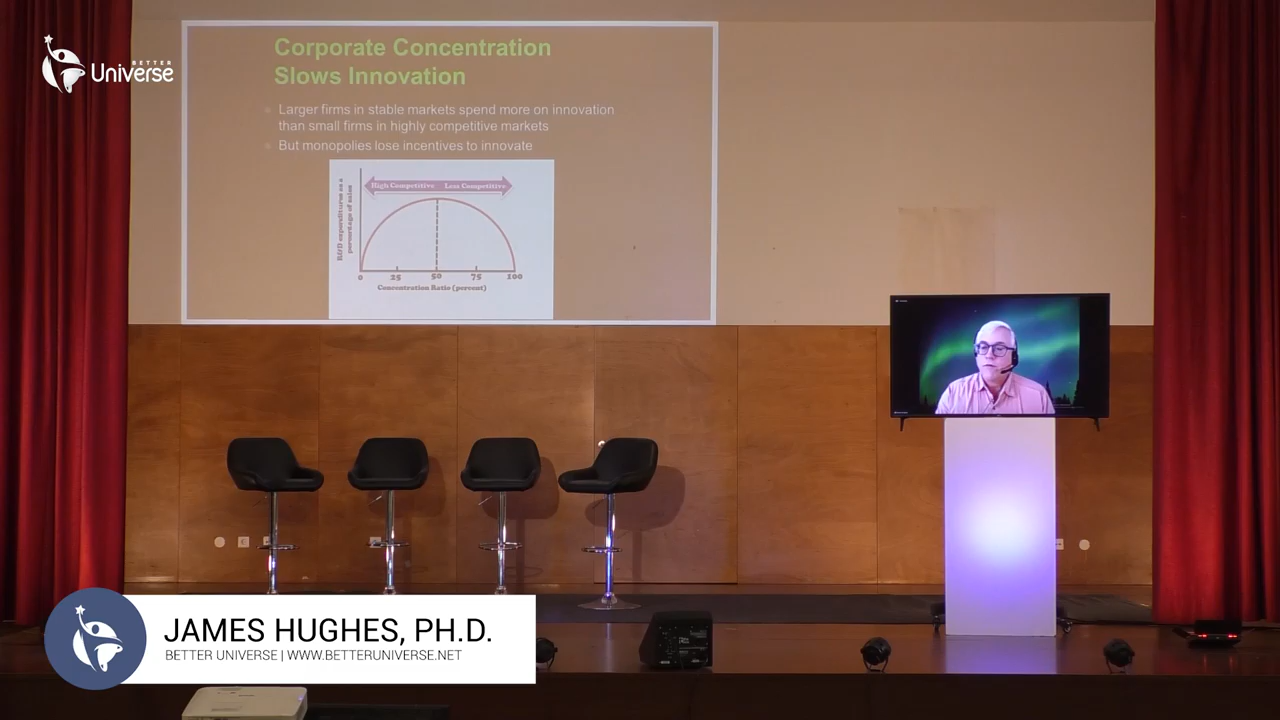 BETTER
Universe
Corporate Concentration
Slows Innovation
Larger firms in stable markets spend more on innovation
than small firms in highly competitive markets
But monopolies lose incentives to innovate
High Competitive Less Competitive
R&D expenditures as a
percentage of sales
0 25 50 75 100
Concentration Ratio (percent)
JAMES HUGHES, PH.D.
BETTER UNIVERSE | WWW.BETTERUNIVERSE.NET